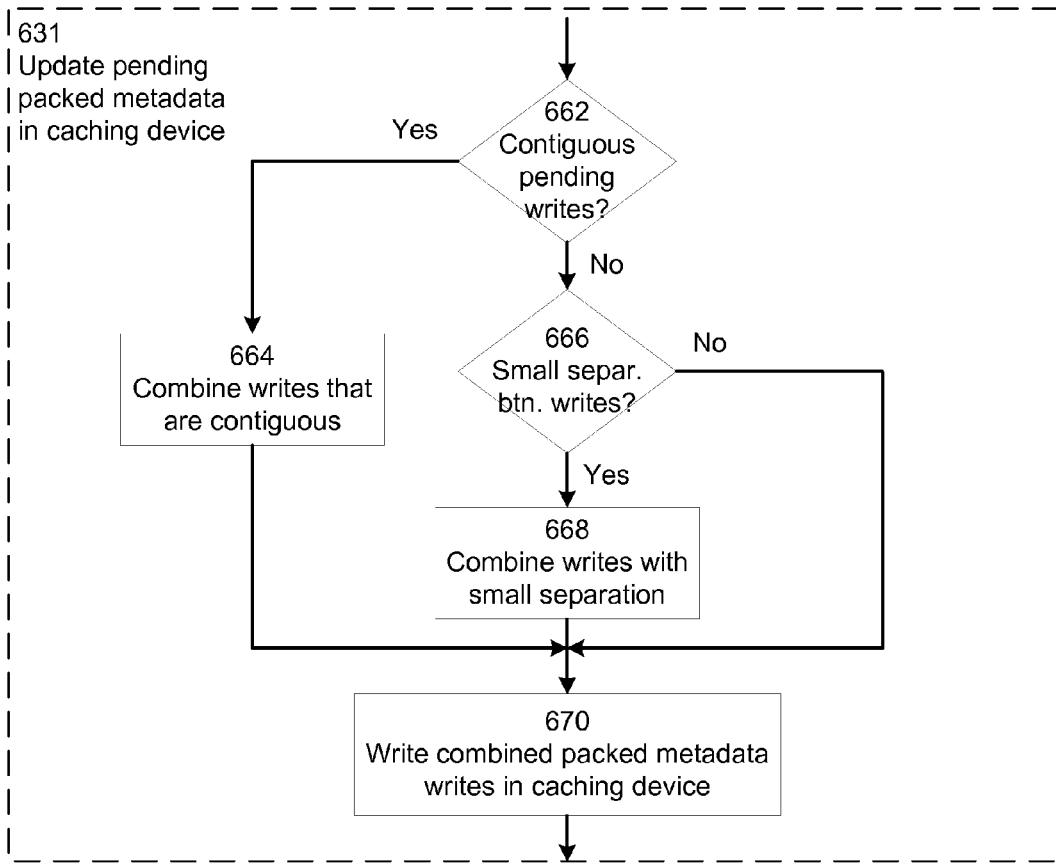 631
Update pending
packed metadata
in caching device
Yes
662
Contiguous
pending
writes?
No
666
Small separ.
btn. writes?
No
664
Combine writes that
are contiguous
Yes
668
Combine writes with
small separation
670
Write combined packed metadata
writes in caching device